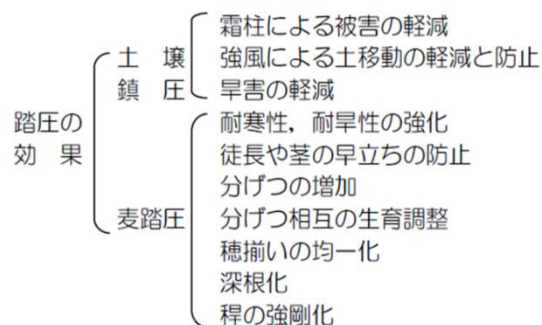 踏圧の
効果
土壌
鎮圧
霜柱による被害の軽減
強風による土移動の軽減と防止
旱害の軽減
麦踏圧
耐寒性，耐旱性の強化
徒長や茎の早立ちの防止
分げつの増加
分げつ相互の生育調整
穂揃いの均一化
深根化
稈の強剛化